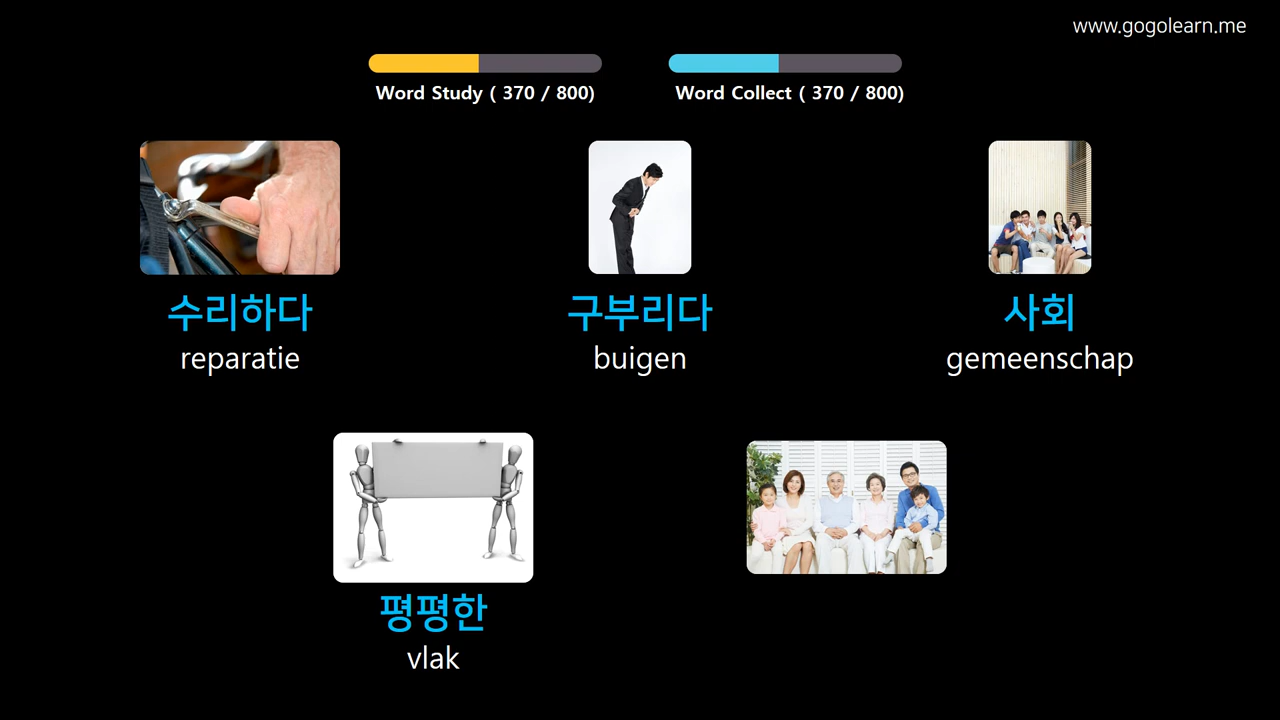 www.gogolearn.me
Word Study ( 370 / 800)
Word Collect ( 370 / 800)
수리하다
reparatie
구부리다
buigen
사회
gemeenschap
평평한
vlak